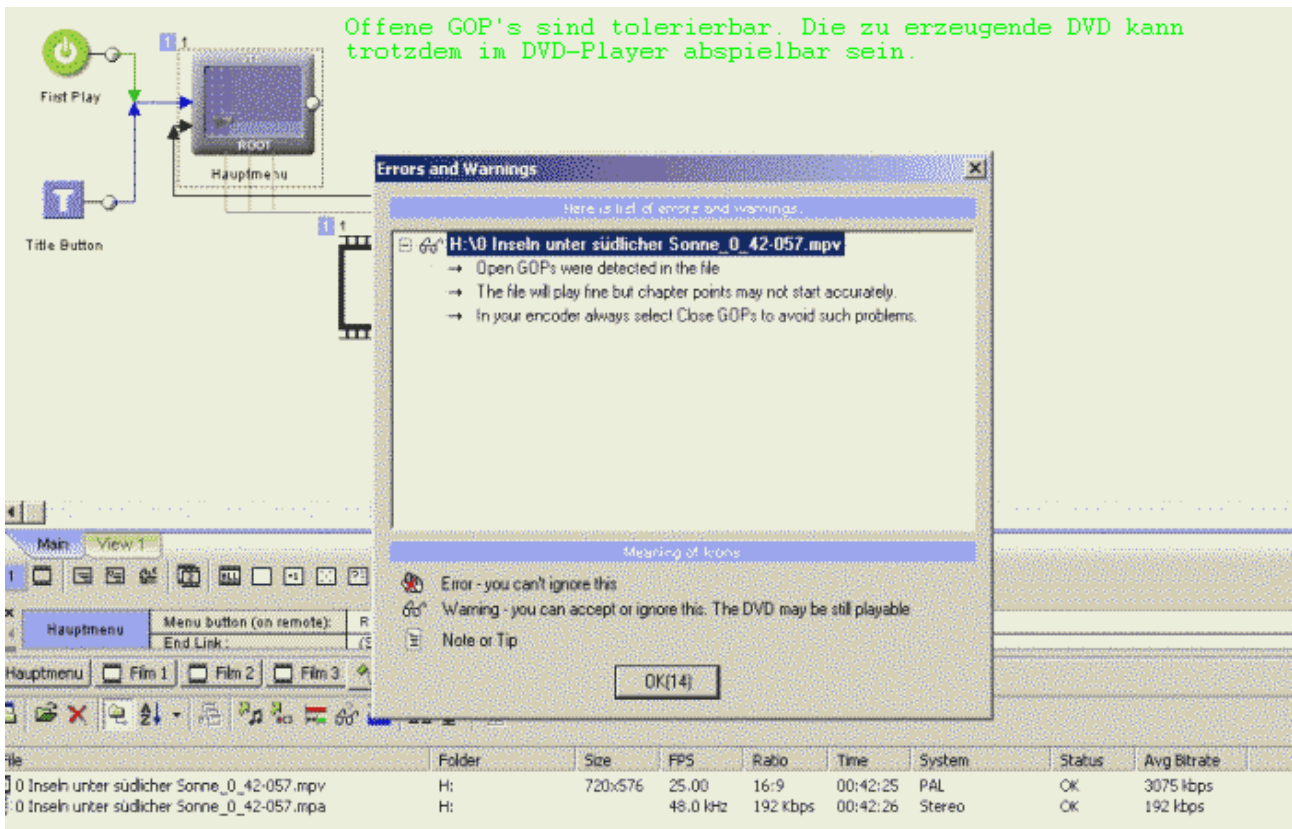 Offene GOP's sind tolerierbar. Die zu erzeugende DVD kann
trotzdem im DVD-Player abspielbar sein.
1 1
First Play
ROOT
Hauptmenu
Title Button
1 1
Errors and Warnings
Here is list of errors and warnings.
H:\0 Inseln unter südlicher Sonne_0_42-057.mpv
→ Open GOPs were detected in the file
→ The file will play fine but chapter points may not start accurately.
→ In your encoder always select Close GOPs to avoid such problems.
Meaning of Icons
Error - you can't ignore this
Warning - you can accept or ignore this. The DVD may be still playable
Note or Tip
OK(14)
Main View 1
1 ALL
Hauptmenu Menu button (on remote): R
End Link: (S
Hauptmenu Film 1 Film 2 Film 3
File Folder Size FPS Ratio Time System Status Avg Bitrate
0 Inseln unter südlicher Sonne_0_42-057.mpv H: 720x576 25.00 16:9 00:42:25 PAL OK 3075 kbps
0 Inseln unter südlicher Sonne_0_42-057.mpa H: 48.0 kHz 192 Kbps 00:42:26 Stereo OK 192 kbps